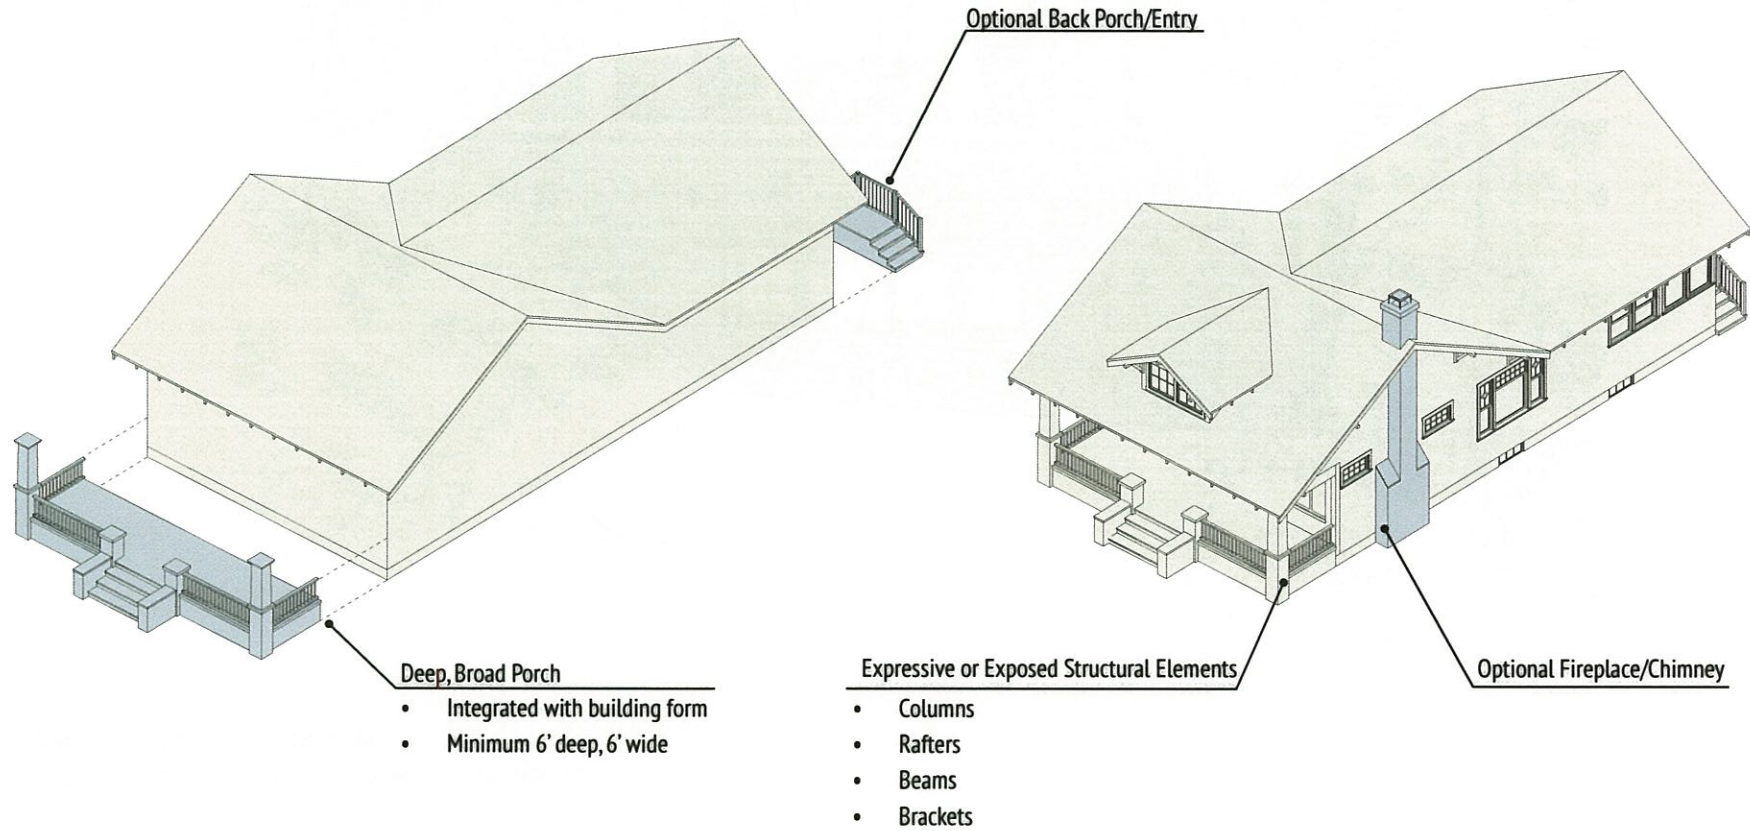 Optional Back Porch/Entry
Deep, Broad Porch
• Integrated with building form
• Minimum 6' deep, 6' wide
Expressive or Exposed Structural Elements
• Columns
• Rafters
• Beams
• Brackets
Optional Fireplace/Chimney